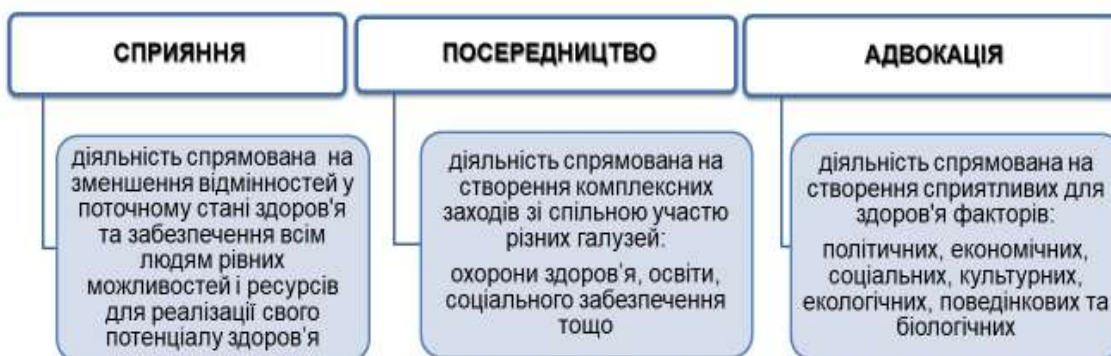 СПРИЯННЯ
діяльність спрямована на
зменшення відмінностей у
поточному стані здоров'я
та забезпечення всім
людям рівних
можливостей і ресурсів
для реалізації свого
потенціалу здоров'я
ПОСЕРЕДНИЦТВО
діяльність спрямована на
створення комплексних
заходів зі спільною участю
різних галузей:
охорони здоров'я, освіти,
соціального забезпечення
тощо
АДВОКАЦІЯ
діяльність спрямована на
створення сприятливих для
здоров'я факторів:
політичних, економічних,
соціальних, культурних,
екологічних, поведінкових та
біологічних